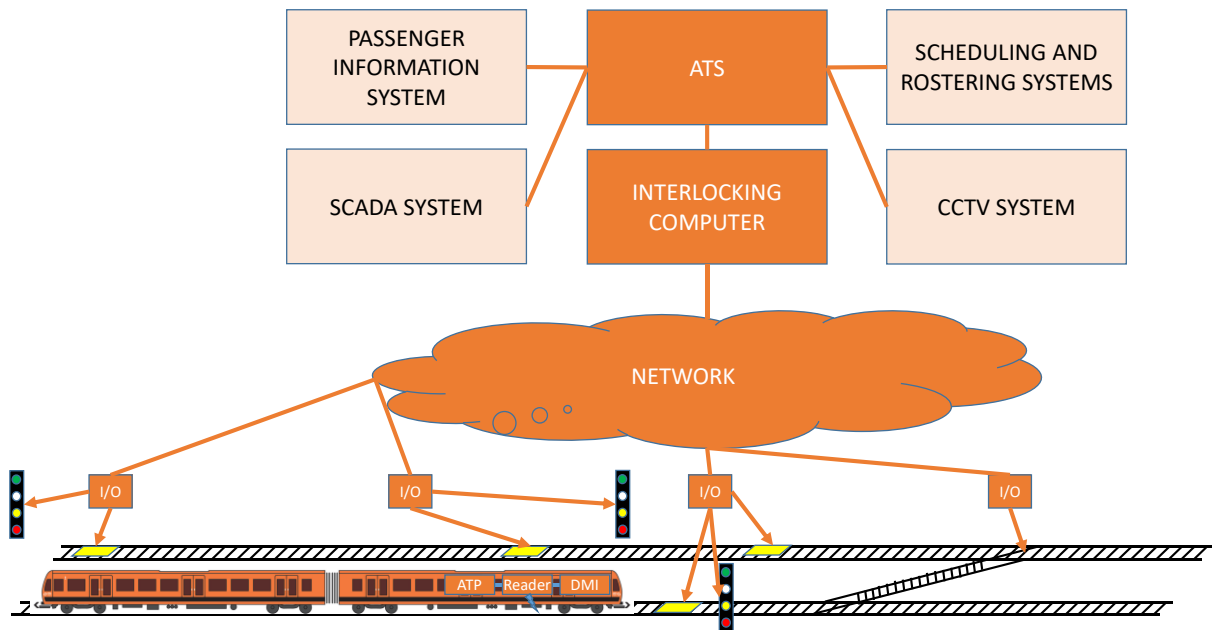 PASSENGER
INFORMATION
SYSTEM
ATS
SCHEDULING AND
ROSTERING SYSTEMS
SCADA SYSTEM
INTERLOCKING
COMPUTER
CCTV SYSTEM
NETWORK
I/O
I/O
I/O
I/O
ATP
Reader
DMI